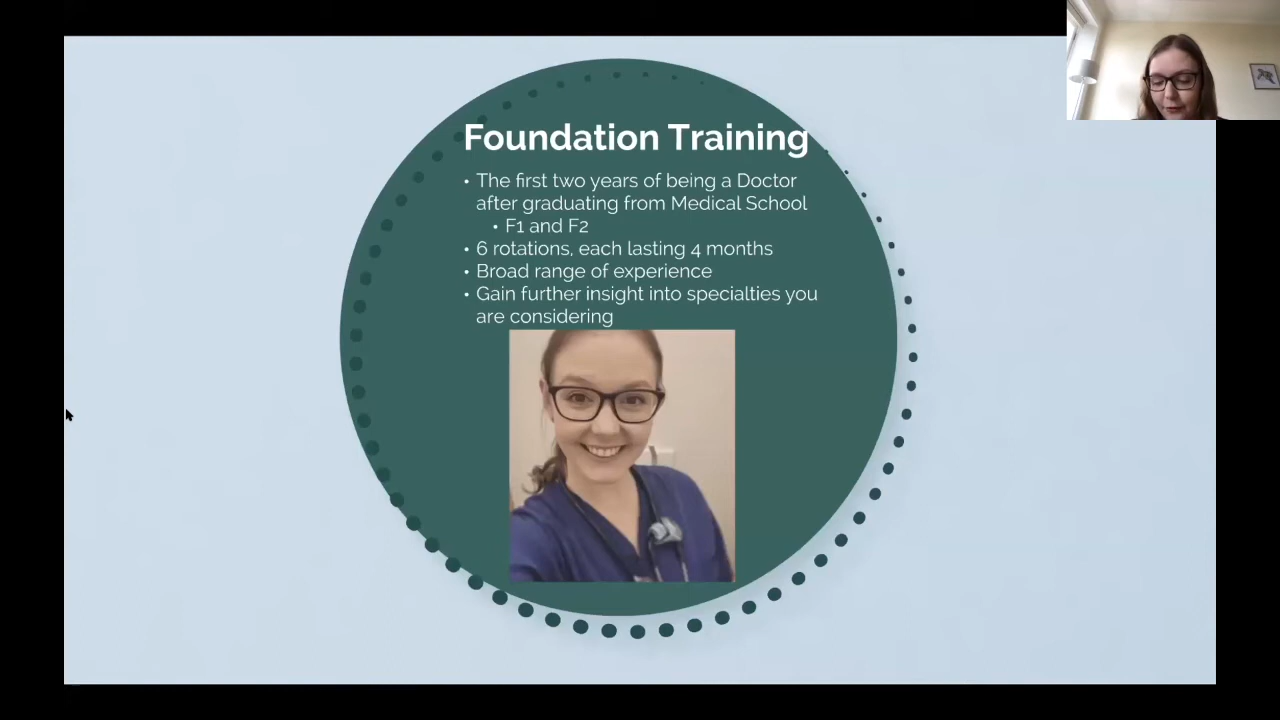 Foundation Training
• The first two years of being a Doctor
after graduating from Medical School
• F1 and F2
• 6 rotations, each lasting 4 months
• Broad range of experience
• Gain further insight into specialties you
are considering